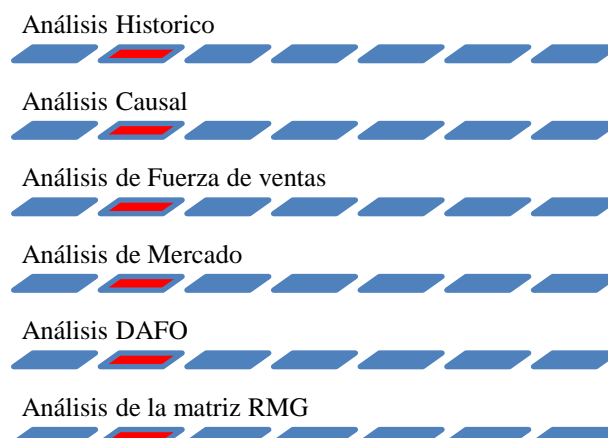 Análisis Historico
Análisis Causal
Análisis de Fuerza de ventas
Análisis de Mercado
Análisis DAFO
Análisis de la matriz RMG